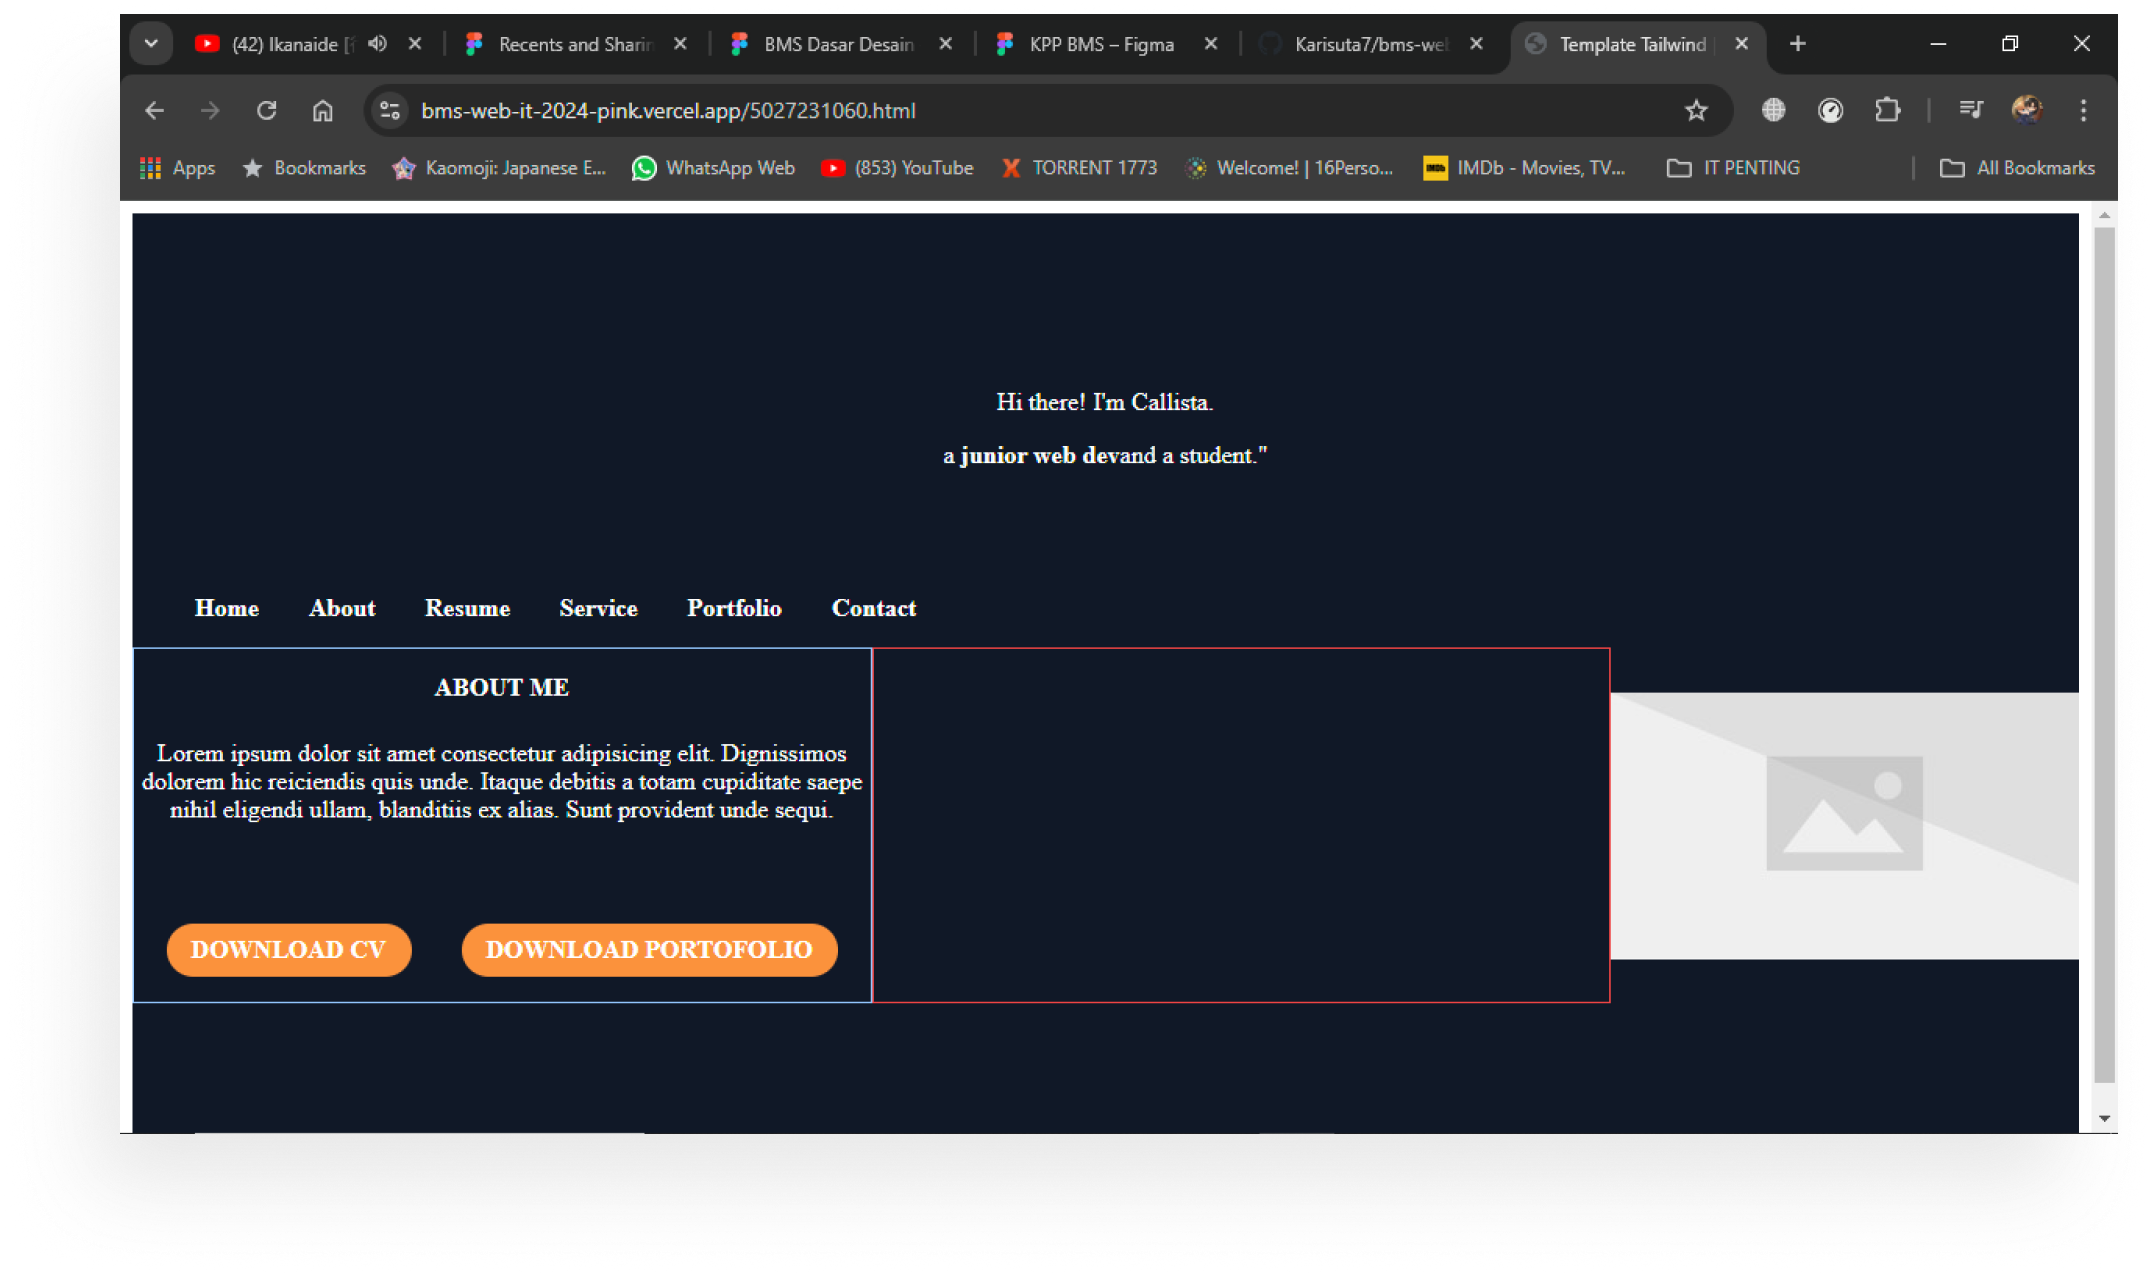 (42) Ikanaide [
Recents and Sharin
BMS Dasar Desain
KPP BMS – Figma
Karisuta7/bms-web
Template Tailwind
bms-web-it-2024-pink.vercel.app/5027231060.html
Apps
Bookmarks
Kaomoji: Japanese E...
WhatsApp Web
(853) YouTube
TORRENT 1773
Welcome! | 16Perso...
IMDb
IMDb - Movies, TV...
IT PENTING
All Bookmarks
Hi there! I'm Callista.
a junior web devand a student."
Home About Resume Service Portfolio Contact
ABOUT ME
Lorem ipsum dolor sit amet consectetur adipisicing elit. Dignissimos
dolorem hic reiciendis quis unde. Itaque debitis a totam cupiditate saepe
nihil eligendi ullam, blanditiis ex alias. Sunt provident unde sequi.
DOWNLOAD CV
DOWNLOAD PORTOFOLIO